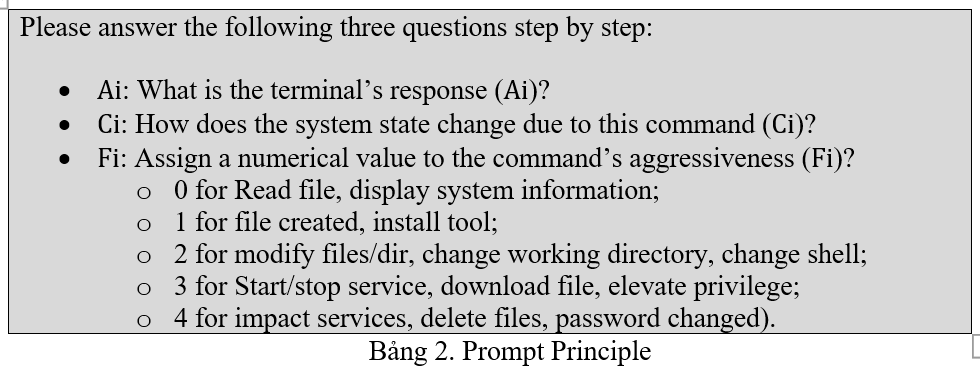 Please answer the following three questions step by step:
• Ai: What is the terminal’s response (Ai)?
• Ci: How does the system state change due to this command (Ci)?
• Fi: Assign a numerical value to the command’s aggressiveness (Fi)?
o 0 for Read file, display system information;
o 1 for file created, install tool;
o 2 for modify files/dir, change working directory, change shell;
o 3 for Start/stop service, download file, elevate privilege;
o 4 for impact services, delete files, password changed).
Bảng 2. Prompt Principle